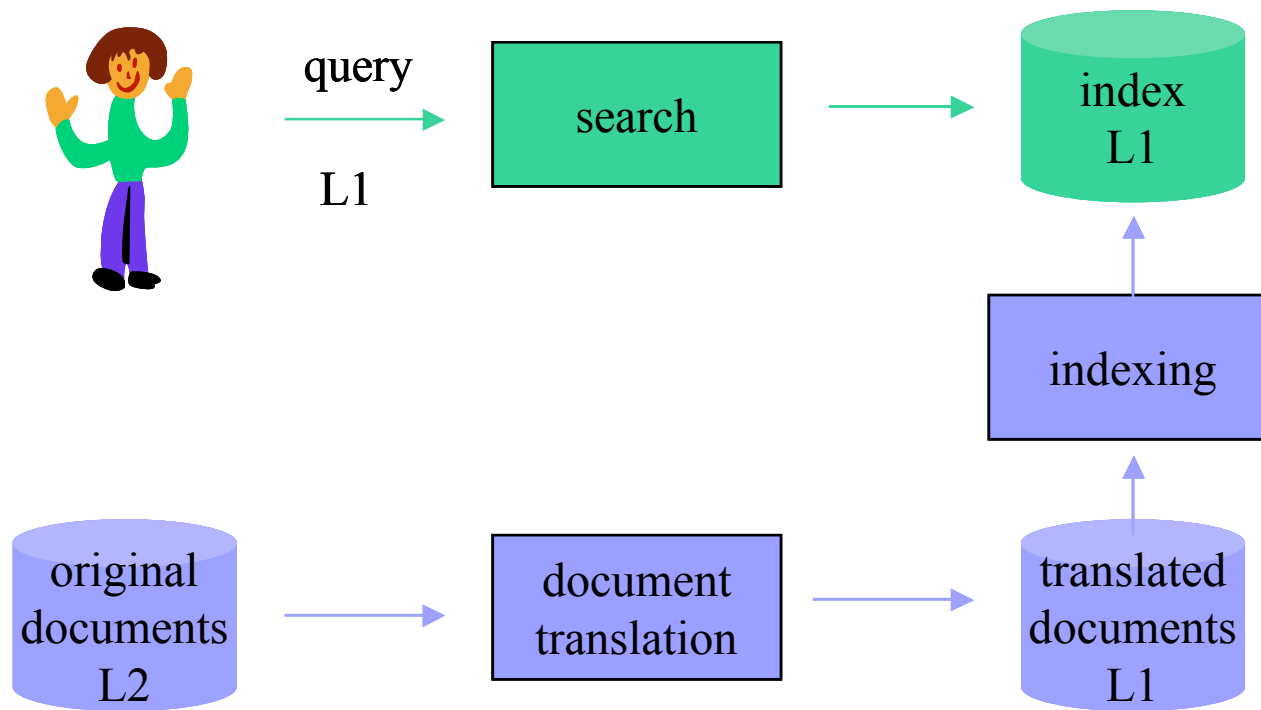 query
L1
search
index
L1
indexing
original
documents
L2
document
translation
translated
documents
L1